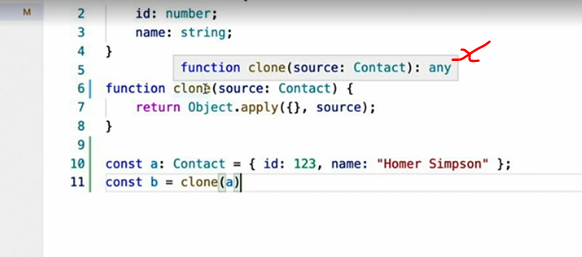 M
2 id: number;
3 name: string;
4 }
5
function clone(source: Contact): any
6 function clone(source: Contact) {
7 return Object.apply({}, source);
8 }
9
10 const a: Contact = { id: 123, name: "Homer Simpson" };
11 const b = clone(a)